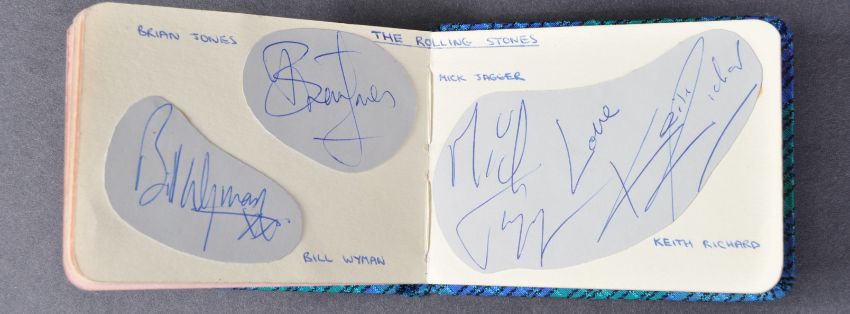 THE ROLLING STONES
BRIAN JONES
Brian Jones
Bill Wyman xx
BILL WYMAN
MICK JAGGER
Mick
Jagger
Love
Keith Richard
KEITH RICHARD